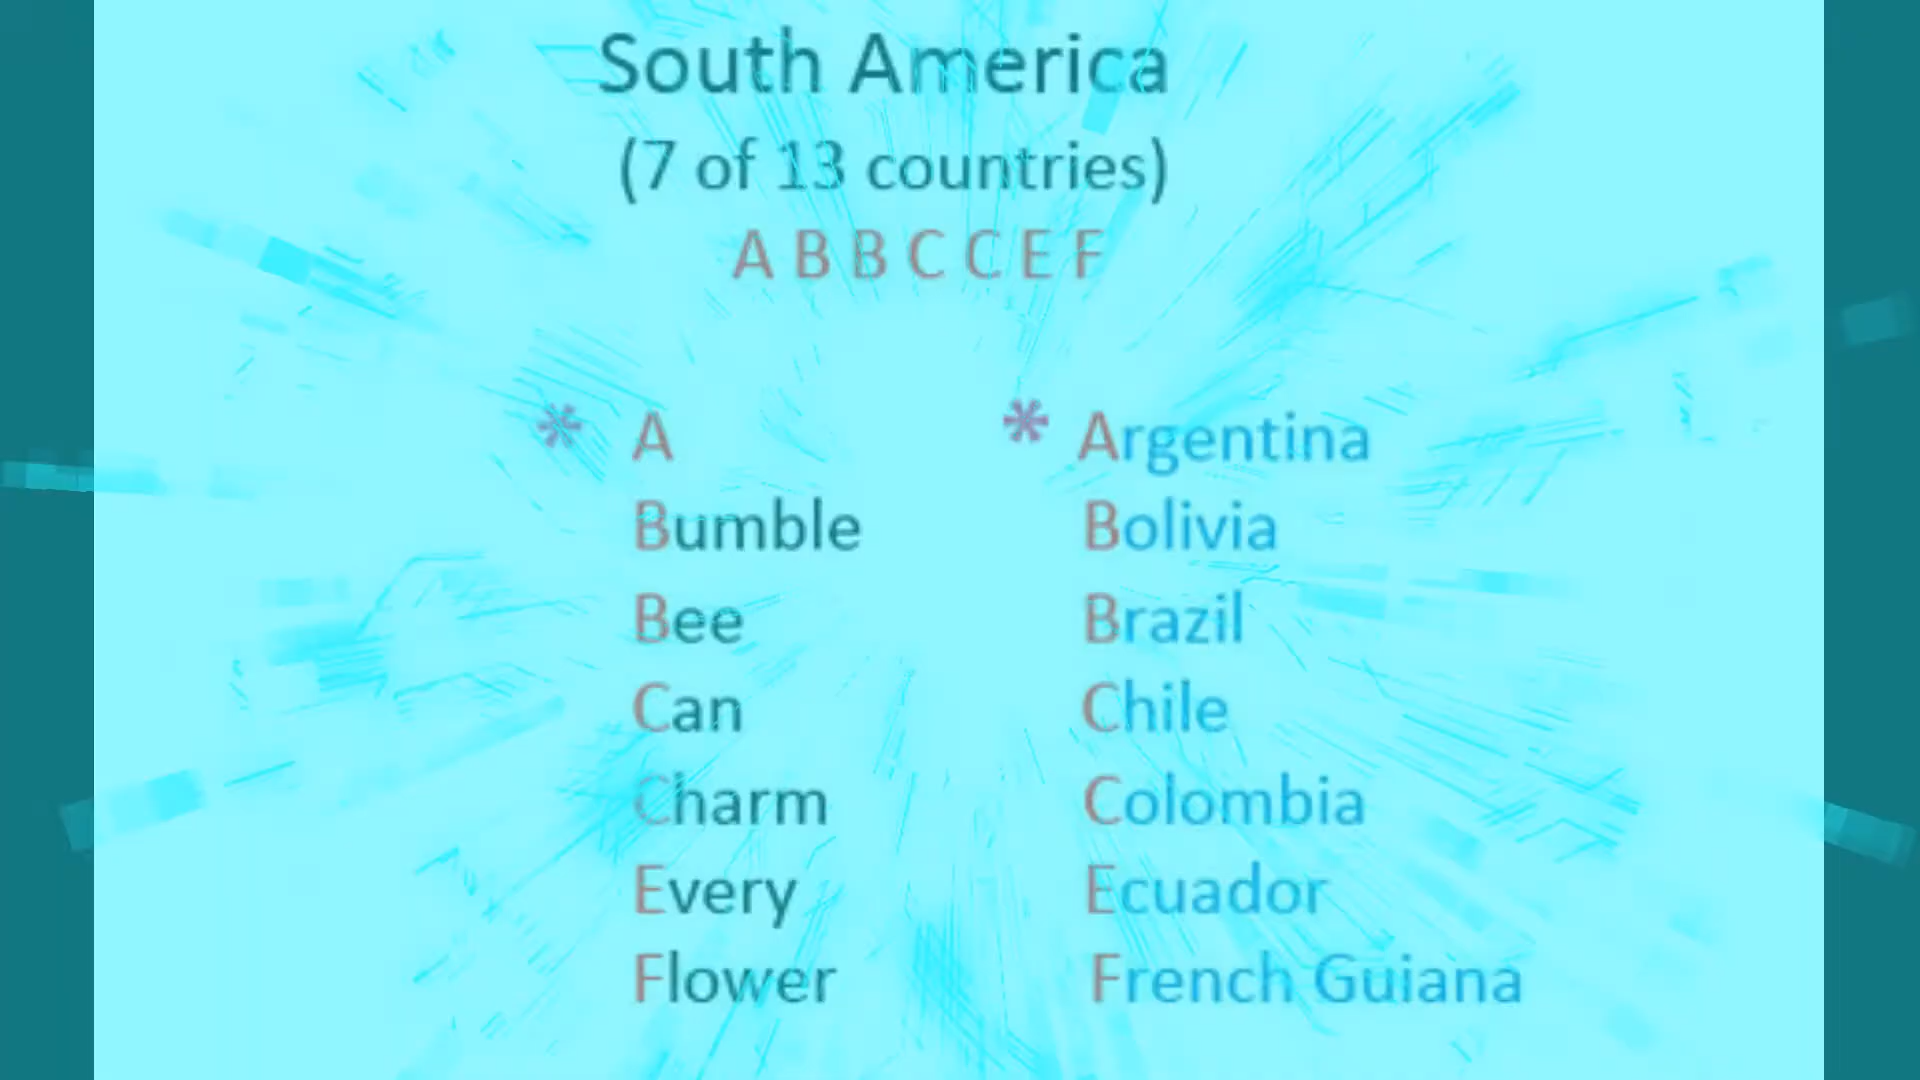 South America
(7 of 13 countries)
A B B C C E F
* A * Argentina
Bumble Bolivia
Bee Brazil
Can Chile
Charm Colombia
Every Ecuador
Flower French Guiana